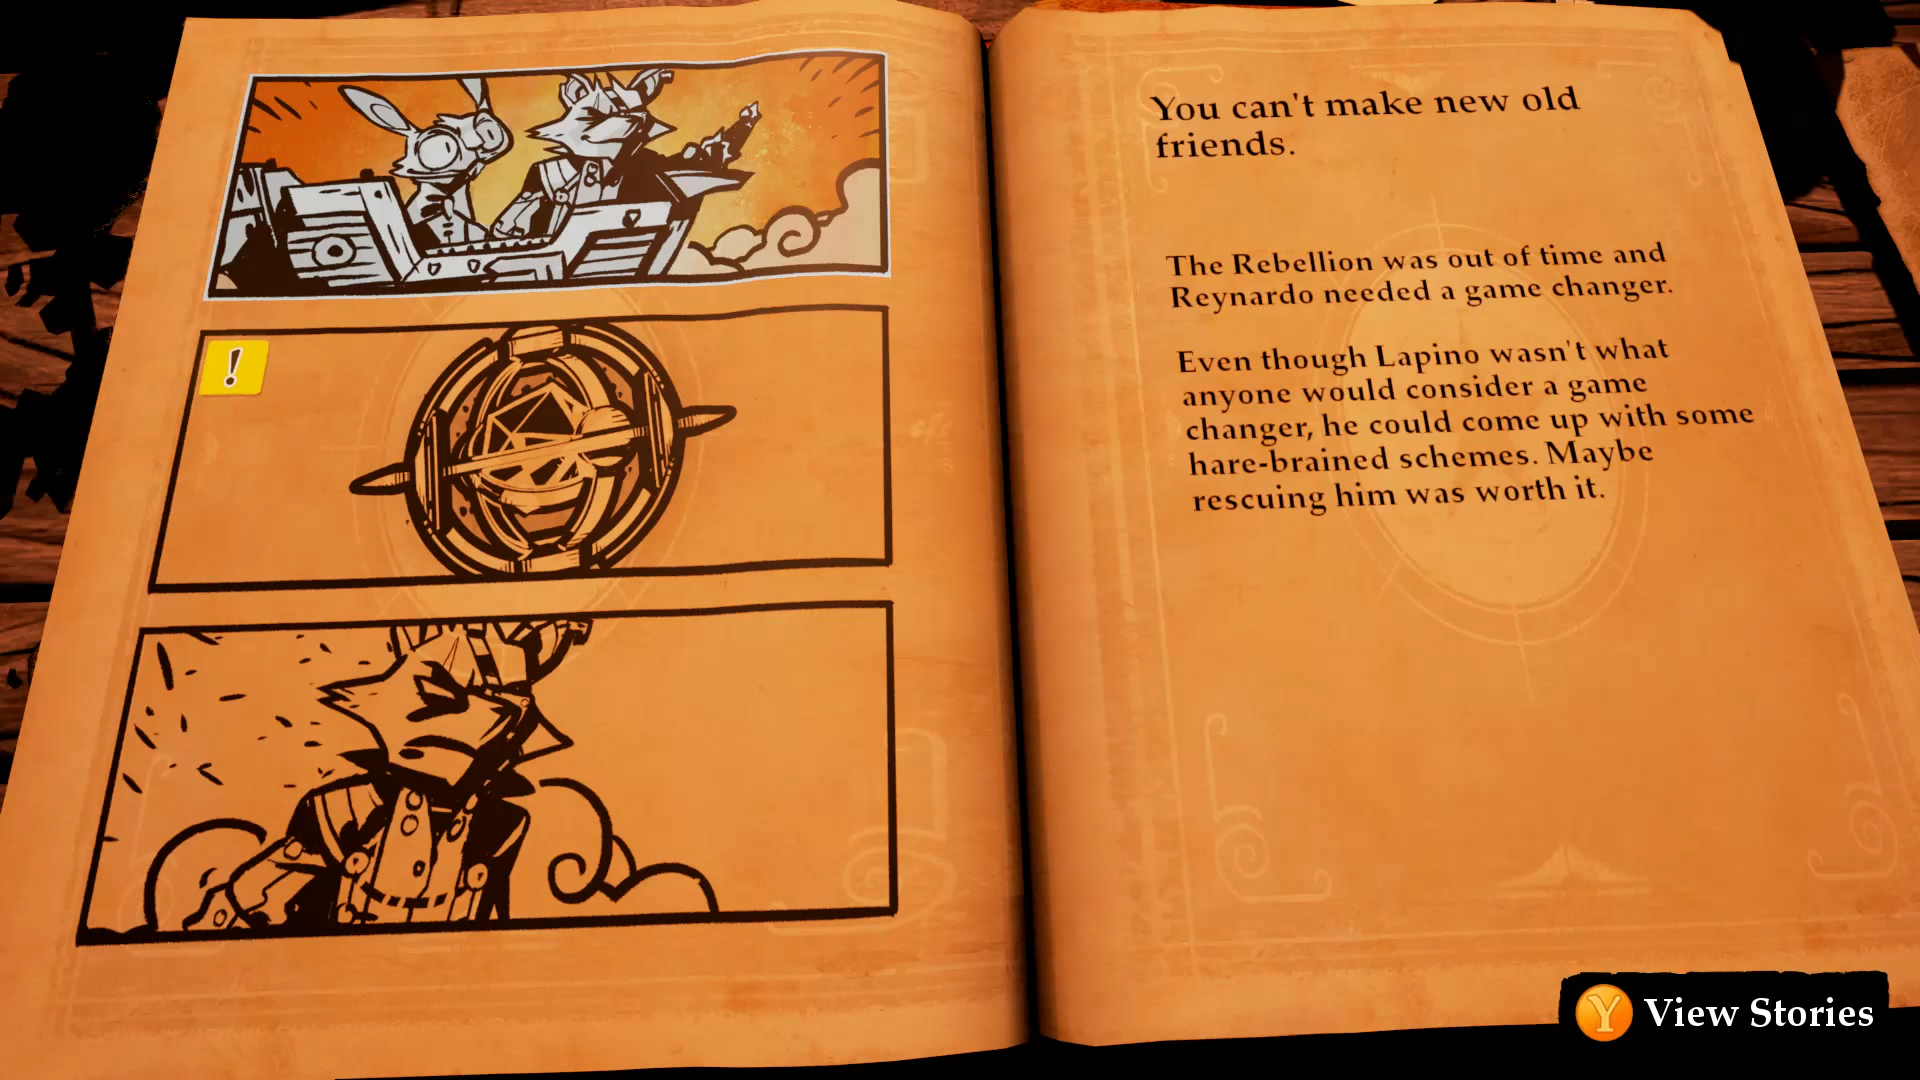 You can't make new old
friends.
The Rebellion was out of time and
Reynardo needed a game changer.
Even though Lapino wasn't what
anyone would consider a game
changer, he could come up with some
hare-brained schemes. Maybe
rescuing him was worth it.
!
Y View Stories